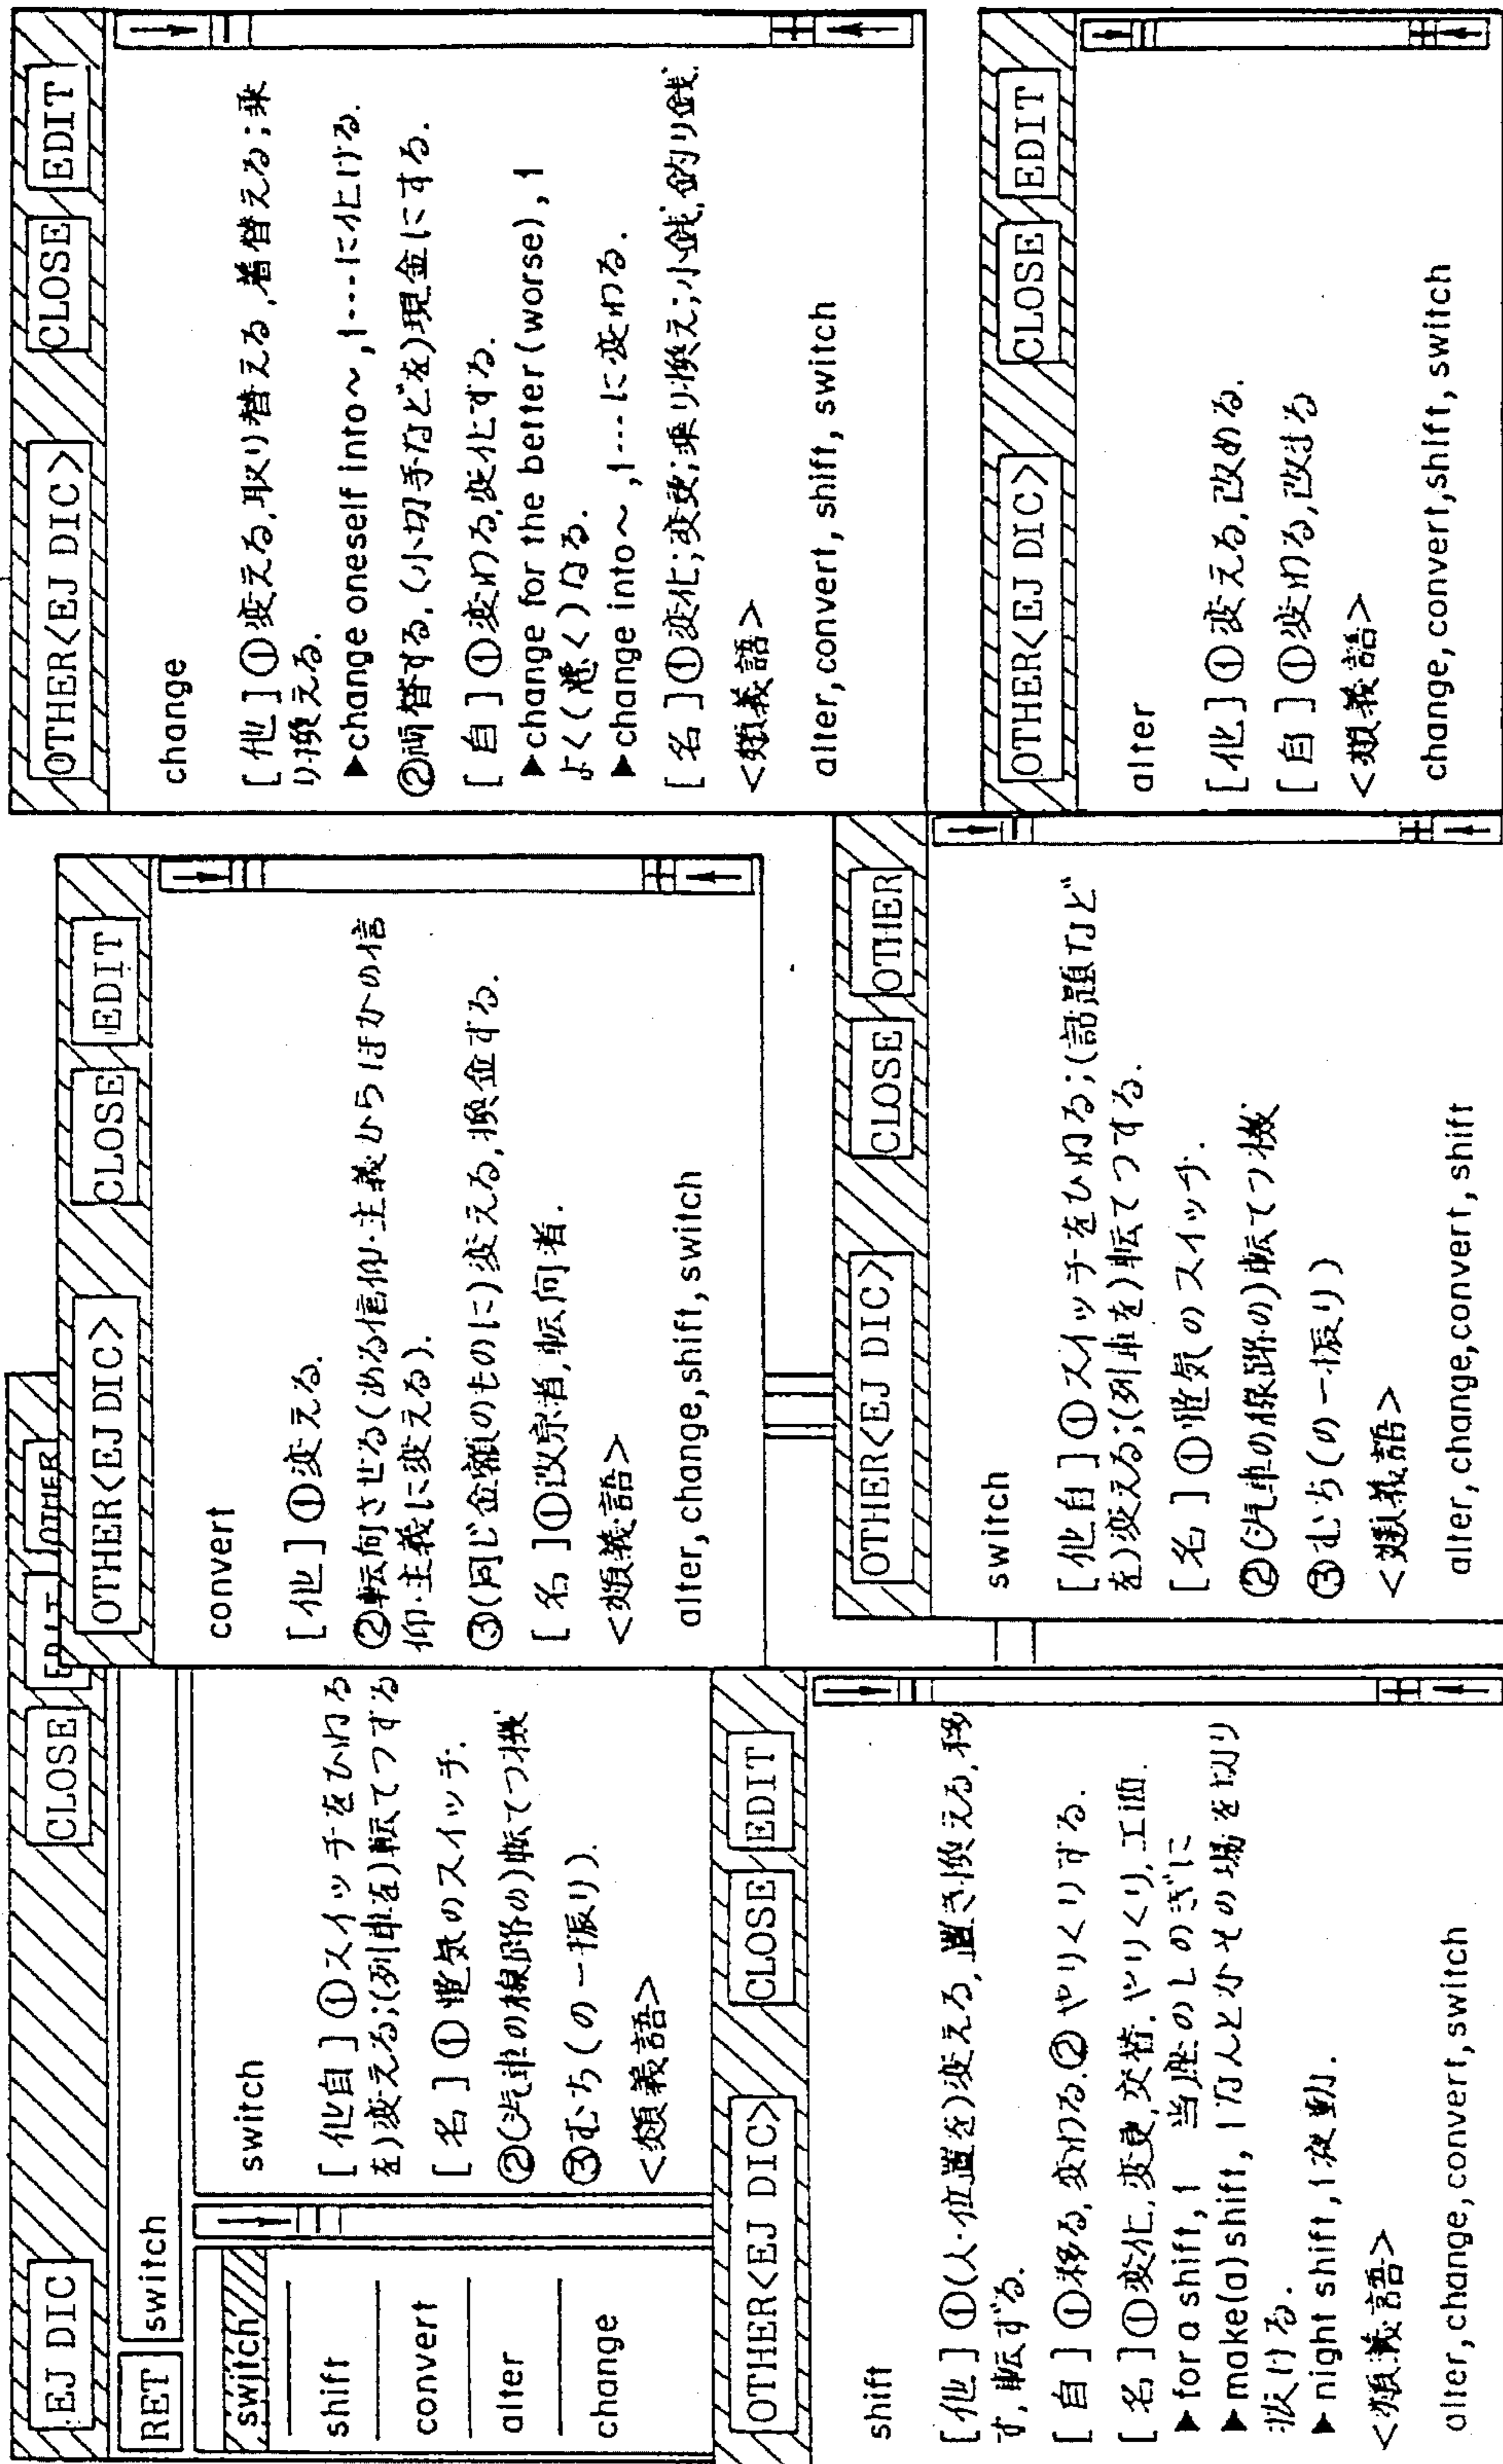 EJ DIC
CLOSE
EDIT
OTHER
RET
switch
switch
shift
convert
alter
change
switch
[他自]①スイッチをひねる
を)変える;(列車を)転てつする
[名]①電気のスイッチ.
②(汽車の線路の)転てつ機
③むち(の一振り).
<類義語>
OTHER<EJ DIC>
CLOSE
EDIT
convert
[他]①変える.
②転向させる(ある信仰·主義からほかの信
仰·主義に変える).
③(同じ金額のものに)変える,換金する.
[名]①改宗者,転向者.
<類義語>
alter, change, shift, switch
OTHER<EJ DIC>
CLOSE
EDIT
change
[他]①変える,取り替える,着替える;乗
り換える.
▶change oneself into~,1---に化ける.
②両替する,(小切手などを)現金にする.
[自]①変わる,変化する.
▶change for the better(worse),1
よく(悪く)なる.
▶change into~,1---に変わる.
[名]①変化;変更;乗り換え;小銭,釣り銭.
<類義語>
alter, convert, shift, switch
OTHER<EJ DIC>
CLOSE
EDIT
shift
[他]①(人·位置を)変える,置き換える,移
す,転ずる.
[自]①移る,変わる.②やりくりする.
[名]①変化,変更,交替.やりくり,工面.
▶for a shift,1 当座のしのぎに
▶make(a)shift,1なんとかその場を切り
抜ける.
▶night shift,1夜勤.
<類義語>
alter, change, convert, switch
OTHER<EJ DIC>
CLOSE
OTHER
switch
[他自]①スイッチをひねる;(話題など
を)変える;(列車を)転てつする.
[名]①電気のスイッチ.
②(汽車の線路の)転てつ機
③むち(の一振り)
<類義語>
alter, change, convert, shift
OTHER<EJ DIC>
CLOSE
EDIT
alter
[他]①変える,改める.
[自]①変わる,改まる
<類義語>
change, convert, shift, switch